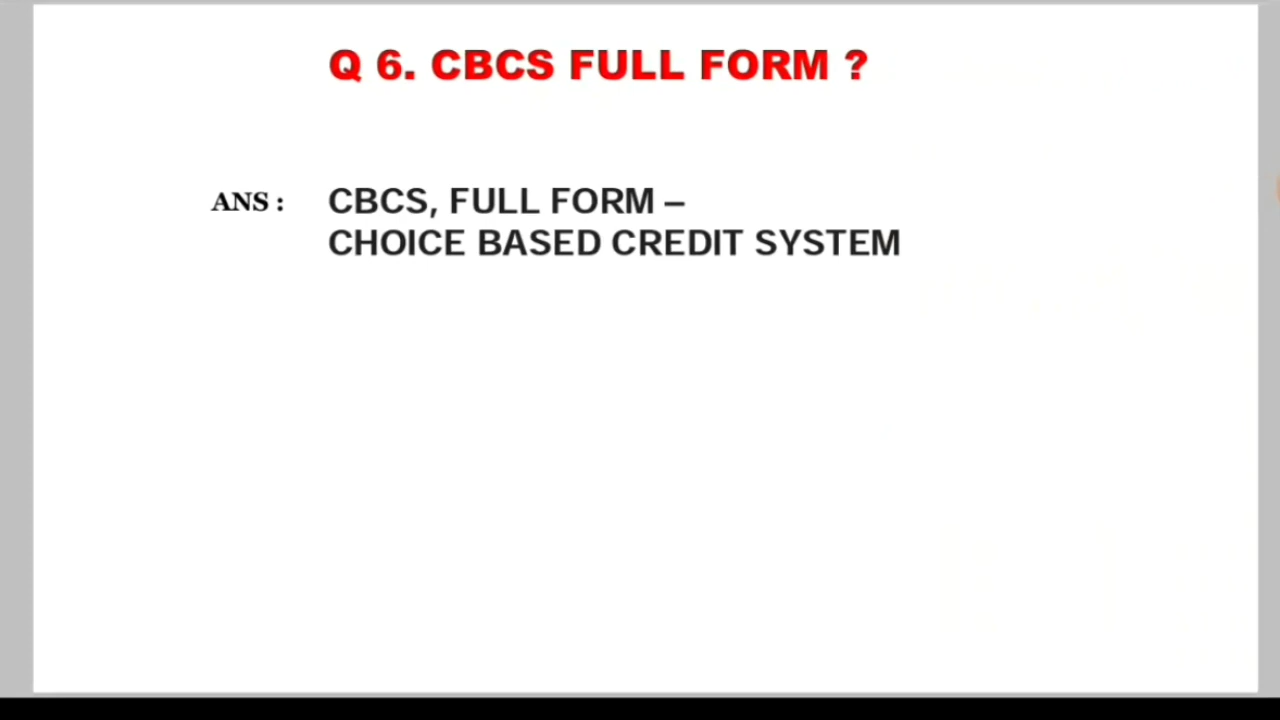 Q 6. CBCS FULL FORM ?
ANS : CBCS, FULL FORM –
CHOICE BASED CREDIT SYSTEM